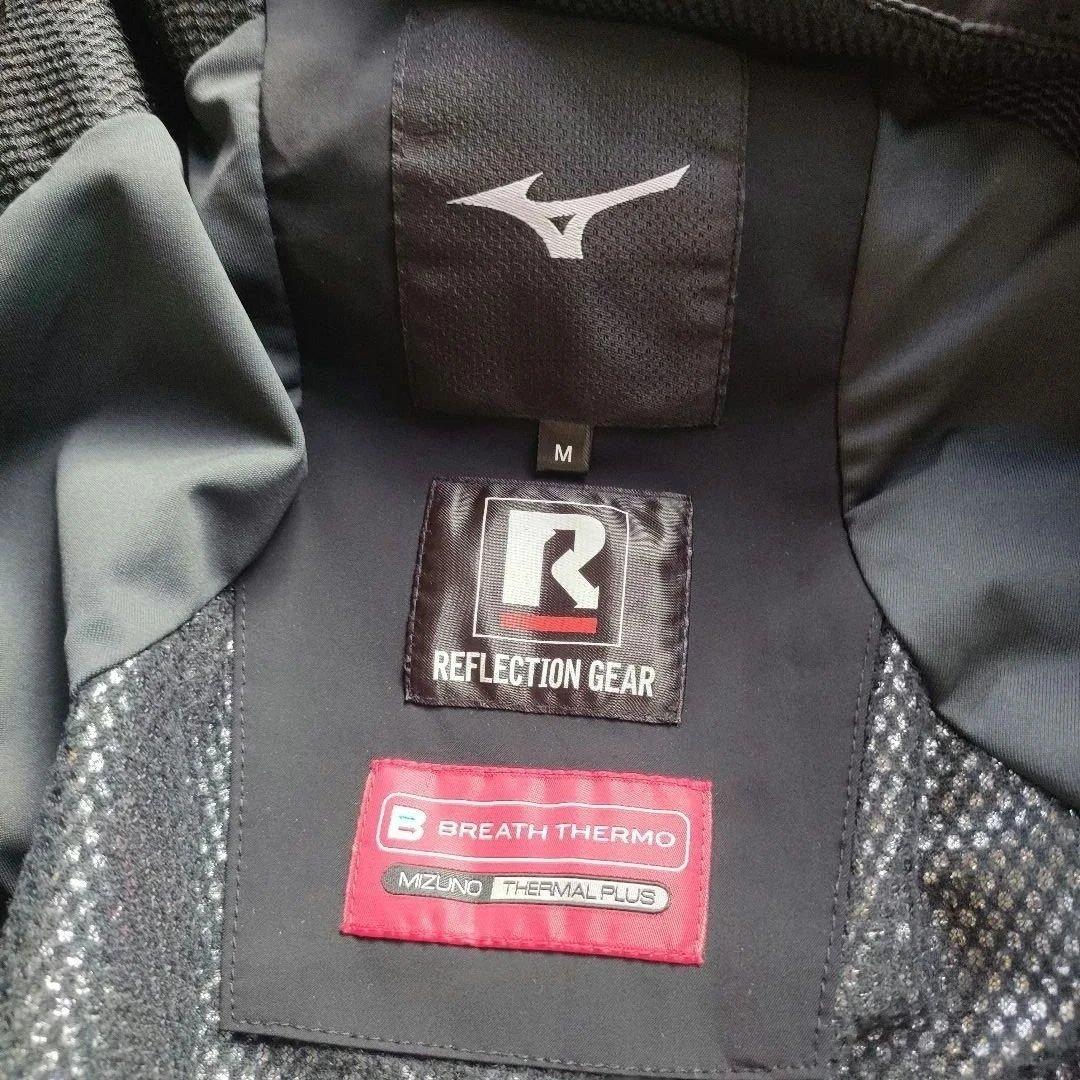 M
R
REFLECTION GEAR
B BREATH THERMO
MIZUNO THERMAL PLUS